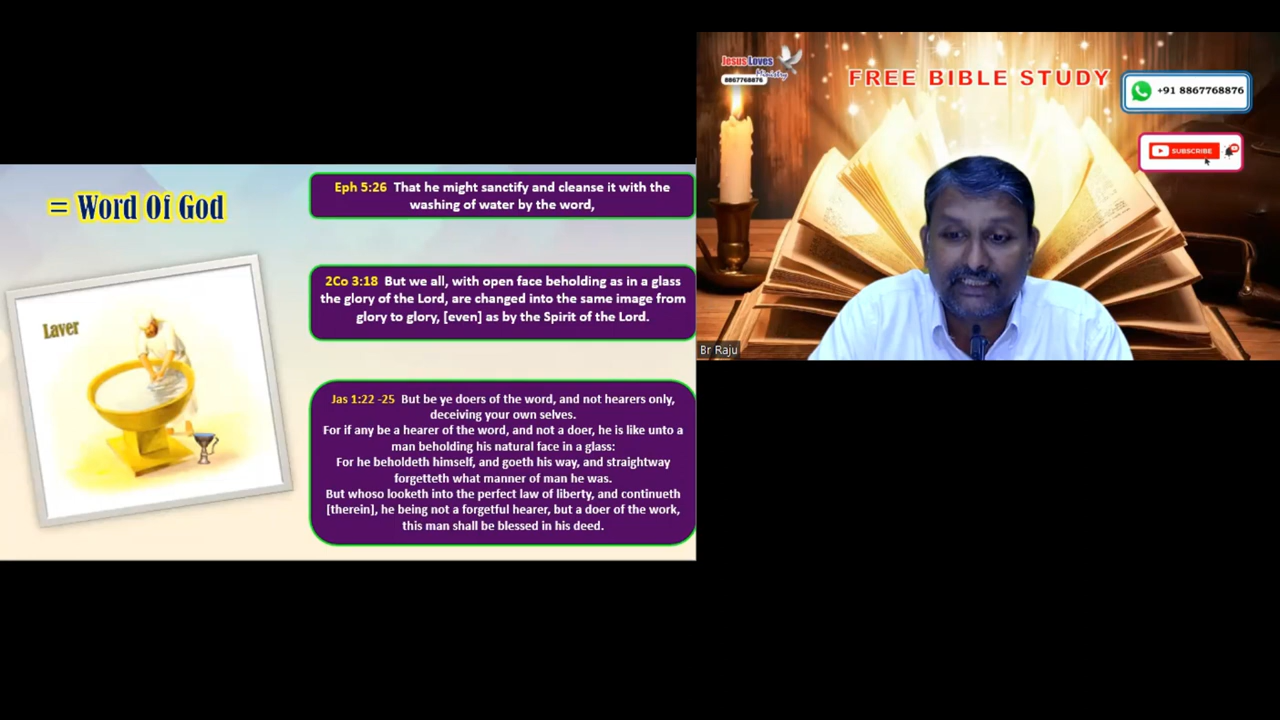 = Word Of God
Laver
Eph 5:26 That he might sanctify and cleanse it with the
washing of water by the word,
2Co 3:18 But we all, with open face beholding as in a glass
the glory of the Lord, are changed into the same image from
glory to glory, [even] as by the Spirit of the Lord.
Jas 1:22 -25 But be ye doers of the word, and not hearers only,
deceiving your own selves.
For if any be a hearer of the word, and not a doer, he is like unto a
man beholding his natural face in a glass:
For he beholdeth himself, and goeth his way, and straightway
forgetteth what manner of man he was.
But whoso looketh into the perfect law of liberty, and continueth
[therein], he being not a forgetful hearer, but a doer of the work,
this man shall be blessed in his deed.
Jesus Loves
Ministry
8867768876
FREE BIBLE STUDY
+91 8867768876
SUBSCRIBE
Br Raju